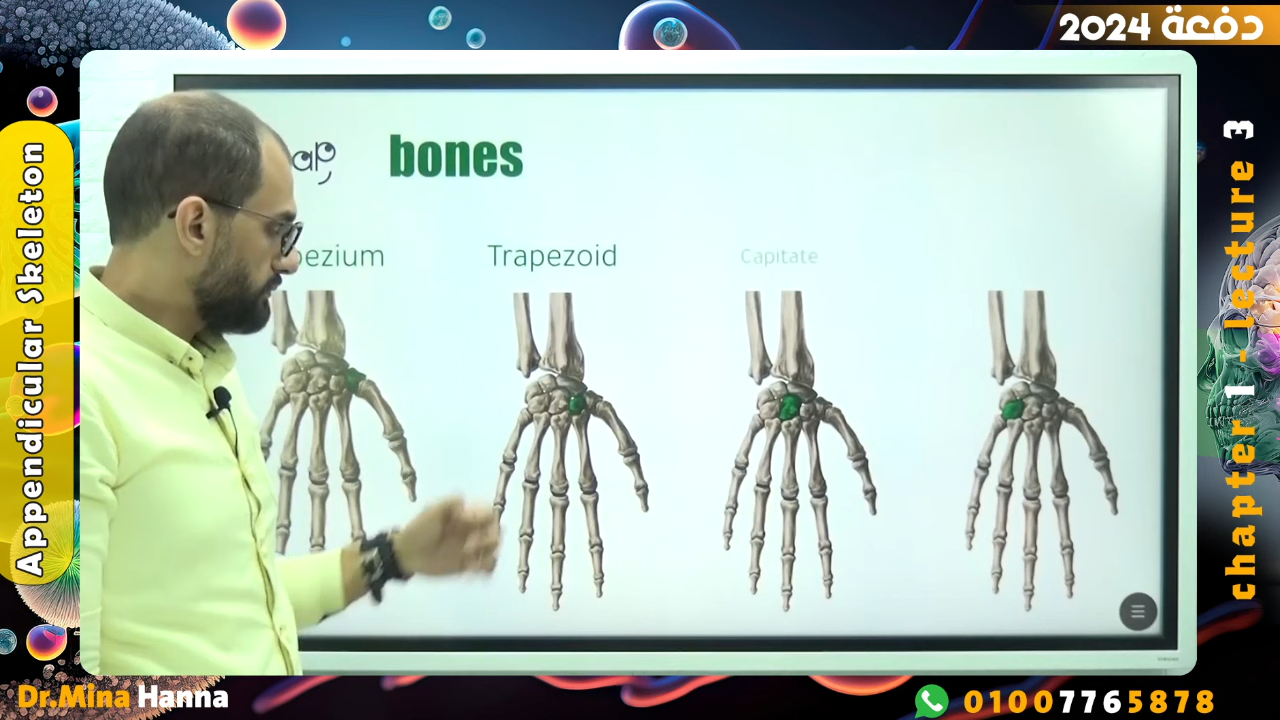 دفعة 2024
bones
Trapezoid
Capitate
Appendicular Skeleton
chapter 1 - lecture 3
Dr.Mina Hanna
01007765878